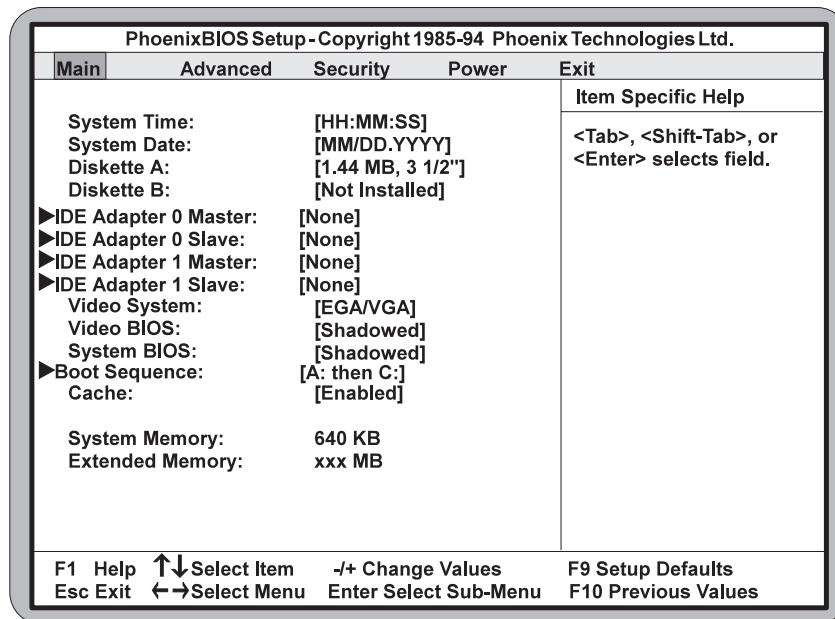 PhoenixBIOS Setup - Copyright 1985-94 Phoenix Technologies Ltd.
Main Advanced Security Power Exit
Item Specific Help
<Tab>, <Shift-Tab>, or
<Enter> selects field.
System Time: [HH:MM:SS]
System Date: [MM/DD.YYYY]
Diskette A: [1.44 MB, 3 1/2"]
Diskette B: [Not Installed]
▶IDE Adapter 0 Master: [None]
▶IDE Adapter 0 Slave: [None]
▶IDE Adapter 1 Master: [None]
▶IDE Adapter 1 Slave: [None]
Video System: [EGA/VGA]
Video BIOS: [Shadowed]
System BIOS: [Shadowed]
▶Boot Sequence: [A: then C:]
Cache: [Enabled]
System Memory: 640 KB
Extended Memory: xxx MB
F1 Help ↑↓ Select Item -/+ Change Values F9 Setup Defaults
Esc Exit ←→ Select Menu Enter Select Sub-Menu F10 Previous Values